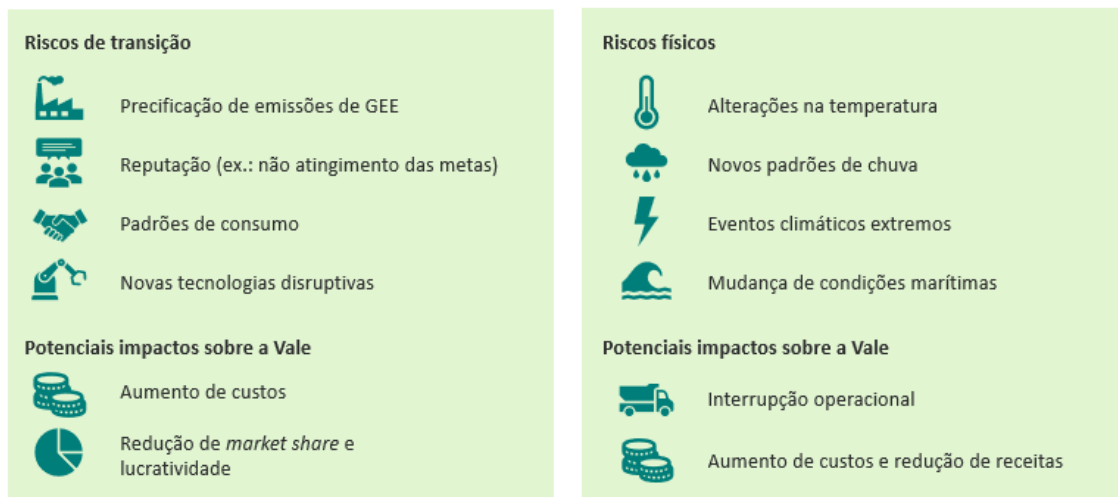 Riscos de transição
Precificação de emissões de GEE
Reputação (ex.: não atingimento das metas)
Padrões de consumo
Novas tecnologias disruptivas
Potenciais impactos sobre a Vale
Aumento de custos
Redução de market share e
lucratividade
Riscos físicos
Alterações na temperatura
Novos padrões de chuva
Eventos climáticos extremos
Mudança de condições marítimas
Potenciais impactos sobre a Vale
Interrupção operacional
Aumento de custos e redução de receitas